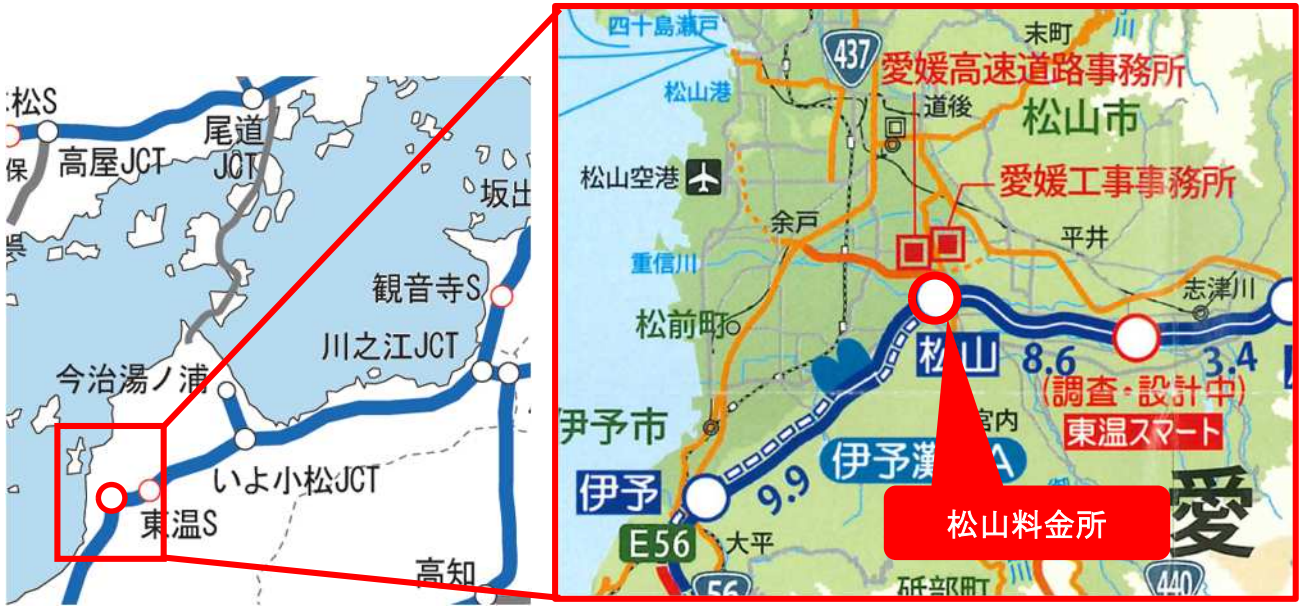 松S
尾道
JCT
高屋JCT
保
坂出
観音寺S
川之江JCT
今治湯ノ浦
いよ小松JCT
東温S
高知
四十島瀬戸
437
末町
川
愛媛高速道路事務所
松山港
道後
松山市
松山空港
愛媛工事事務所
余戸
平井
重信川
志津川
松前町
松山
8.6
3.4
(調査・設計中)
伊予市
宮内
東温スマート
伊予灘
A
伊予
9.9
松山料金所
愛
E56
大平
56
砥部町
440